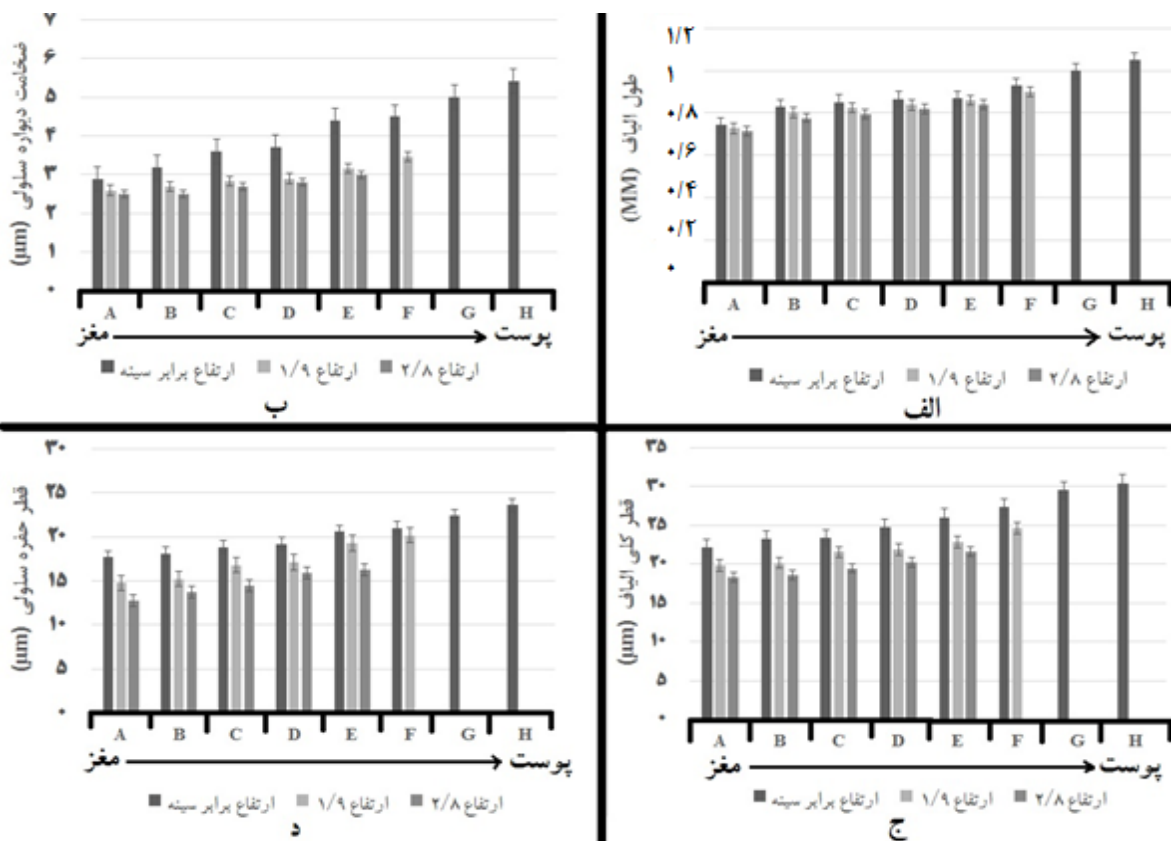 طول الیاف (MM)
۱/۲
۱
۰/۸
۰/۶
۰/۴
۰/۲
۰
A B C D E F G H
مغز پوست
ارتفاع برابر سینه ارتفاع ۱/۹ ارتفاع ۲/۸
الف
ضخامت دیواره سلولی (µm)
۷
۶
۵
۴
۳
۲
۱
۰
A B C D E F G H
مغز پوست
ارتفاع برابر سینه ارتفاع ۱/۹ ارتفاع ۲/۸
ب
قطر کلی الیاف (µm)
۳۵
۳۰
۲۵
۲۰
۱۵
۱۰
۵
۰
A B C D E F G H
مغز پوست
ارتفاع برابر سینه ارتفاع ۱/۹ ارتفاع ۲/۸
ج
قطر حفره سلولی (µm)
۳۰
۲۵
۲۰
۱۵
۱۰
۵
۰
A B C D E F G H
مغز پوست
ارتفاع برابر سینه ارتفاع ۱/۹ ارتفاع ۲/۸
د